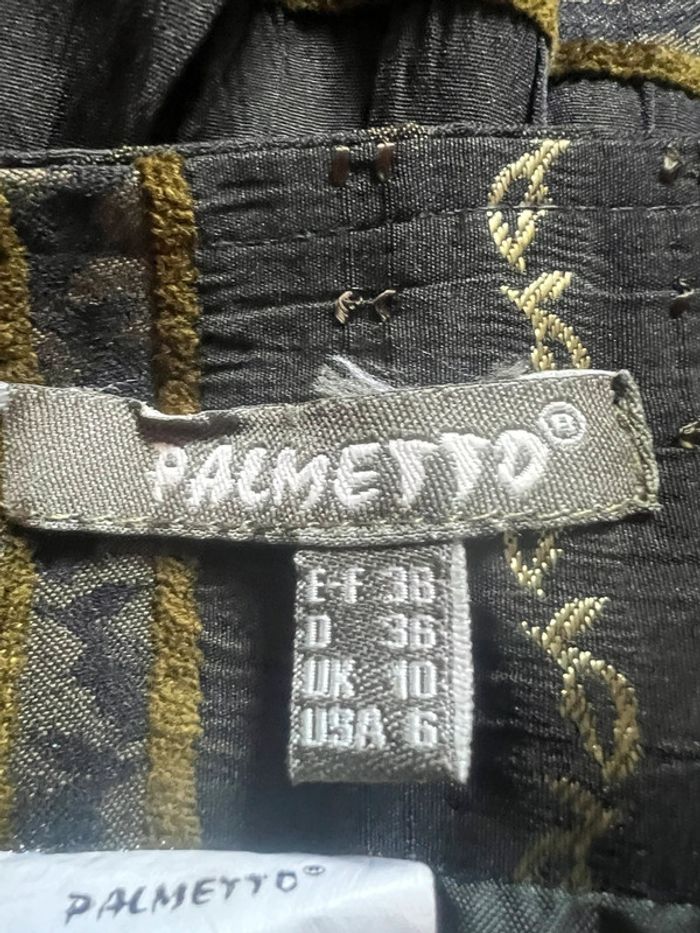 PALMETTO®
E-F 38
D 36
UK 10
USA 6
PALMETTO®